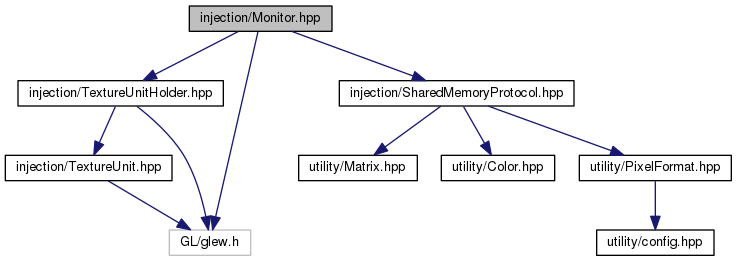 injection/Monitor.hpp
injection/TextureUnitHolder.hpp
injection/SharedMemoryProtocol.hpp
injection/TextureUnit.hpp
utility/Matrix.hpp
utility/Color.hpp
utility/PixelFormat.hpp
GL/glew.h
utility/config.hpp